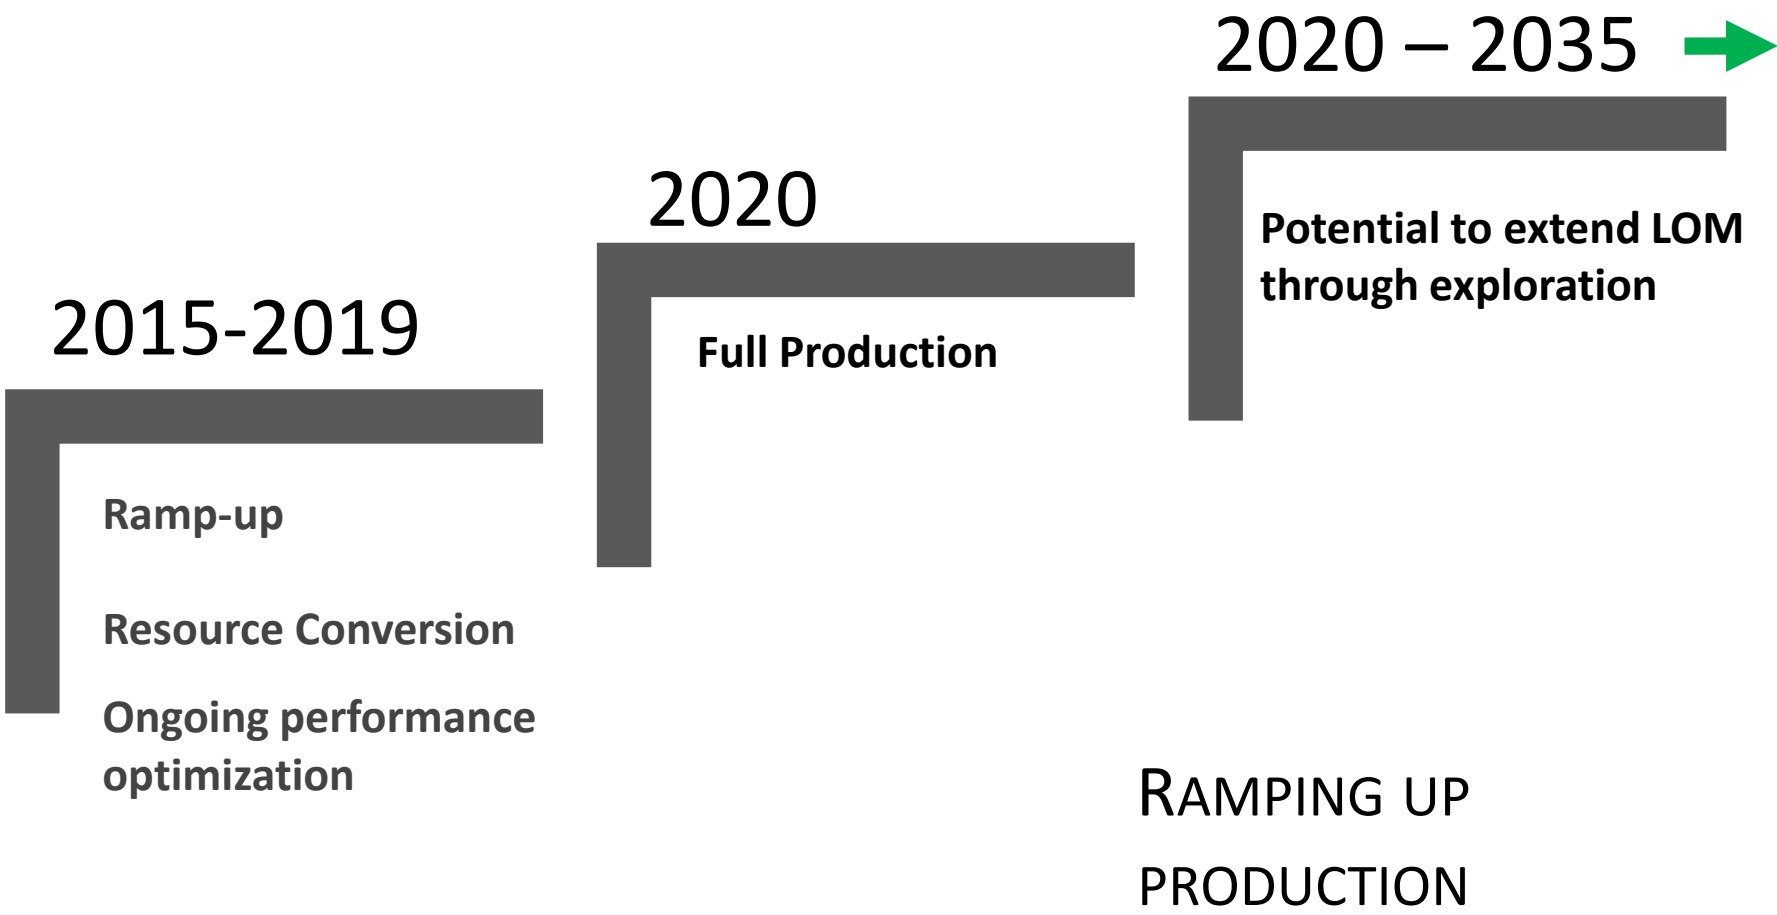 2015-2019
Ramp-up
Resource Conversion
Ongoing performance
optimization
2020
Full Production
2020 – 2035
Potential to extend LOM
through exploration
RAMPING UP
PRODUCTION